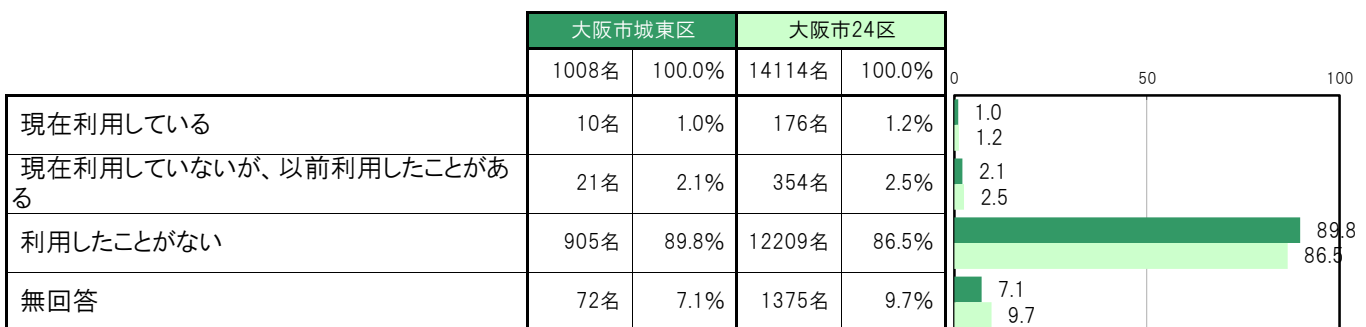 大阪市城東区 大阪市24区
1008名 100.0% 14114名 100.0%
0 50 100
現在利用している 10名 1.0% 176名 1.2%
1.0
1.2
現在利用していないが、以前利用したことがあ
る
21名 2.1% 354名 2.5%
2.1
2.5
利用したことがない 905名 89.8% 12209名 86.5%
89.8
86.5
無回答 72名 7.1% 1375名 9.7%
7.1
9.7